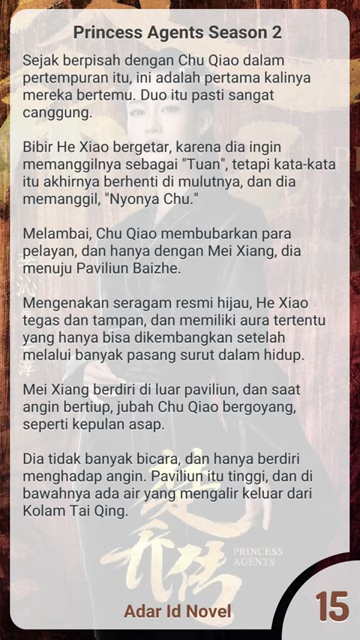 Princess Agents Season 2
Sejak berpisah dengan Chu Qiao dalam
pertempuran itu, ini adalah pertama kalinya
mereka bertemu. Duo itu pasti sangat
canggung.
Bibir He Xiao bergetar, karena dia ingin
memanggilnya sebagai "Tuan", tetapi kata-kata
itu akhirnya berhenti di mulutnya, dan dia
memanggil, "Nyonya Chu."
Melambai, Chu Qiao membubarkan para
pelayan, dan hanya dengan Mei Xiang, dia
menuju Paviliun Baizhe.
Mengenakan seragam resmi hijau, He Xiao
tegas dan tampan, dan memiliki aura tertentu
yang hanya bisa dikembangkan setelah
melalui banyak pasang surut dalam hidup.
Mei Xiang berdiri di luar paviliun, dan saat
angin bertiup, jubah Chu Qiao bergoyang,
seperti kepulan asap.
Dia tidak banyak bicara, dan hanya berdiri
menghadap angin. Paviliun itu tinggi, dan di
bawahnya ada air yang mengalir keluar dari
Kolam Tai Qing.
楚乔传
PRINCESS
AGENTS
Adar Id Novel
15